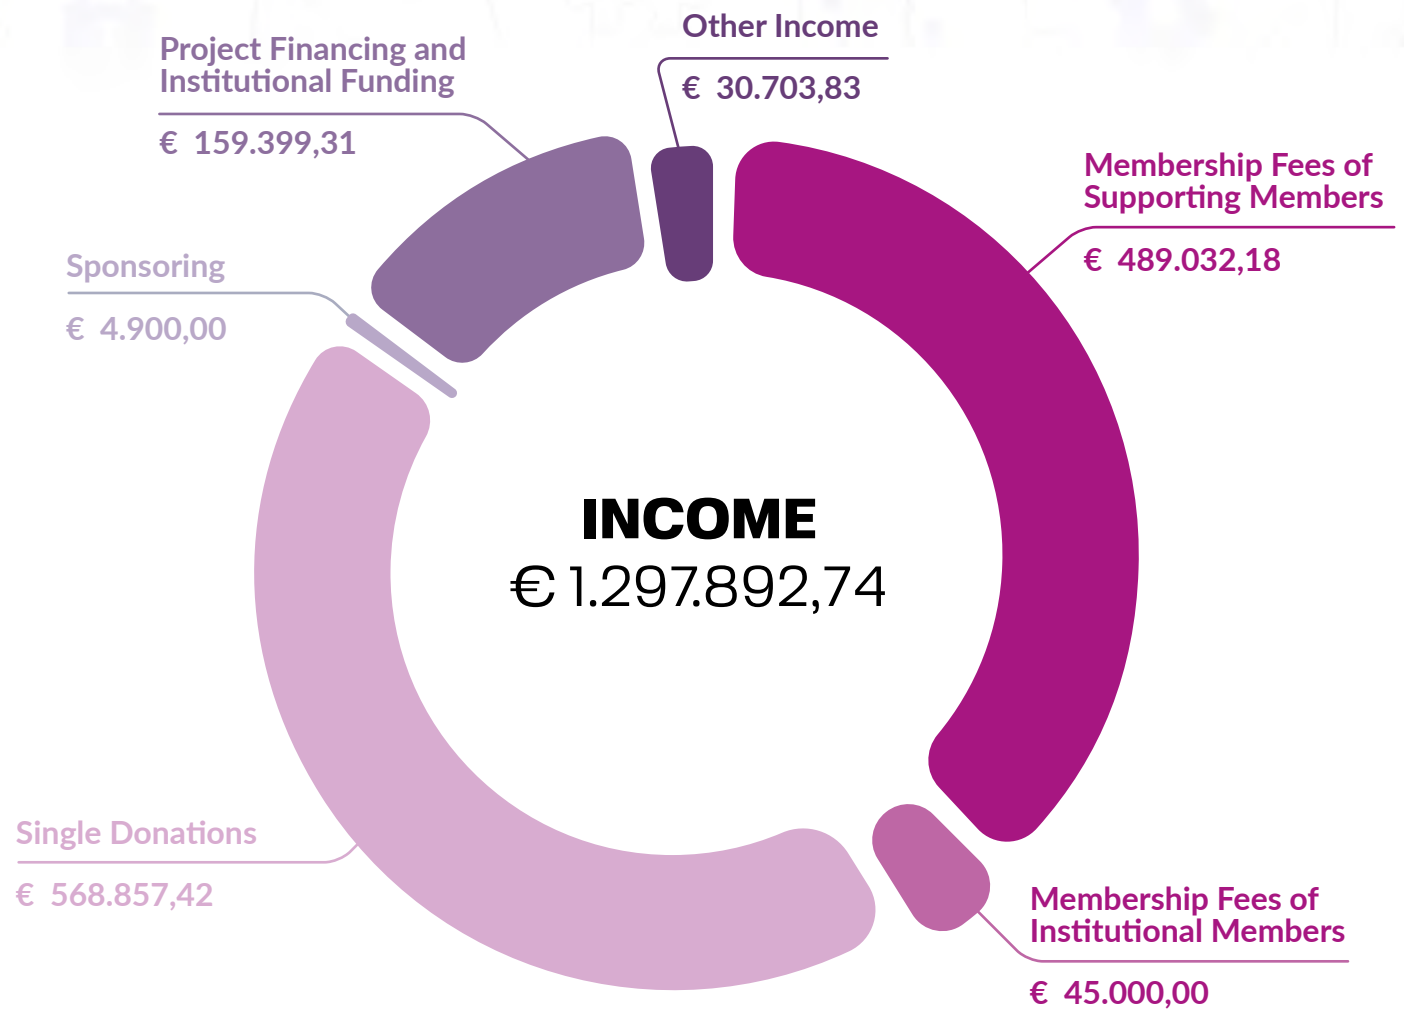 Other Income
€ 30.703,83
Project Financing and
Institutional Funding
€ 159.399,31
Membership Fees of
Supporting Members
€ 489.032,18
Sponsoring
€ 4.900,00
INCOME
€ 1.297.892,74
Single Donations
€ 568.857,42
Membership Fees of
Institutional Members
€ 45.000,00